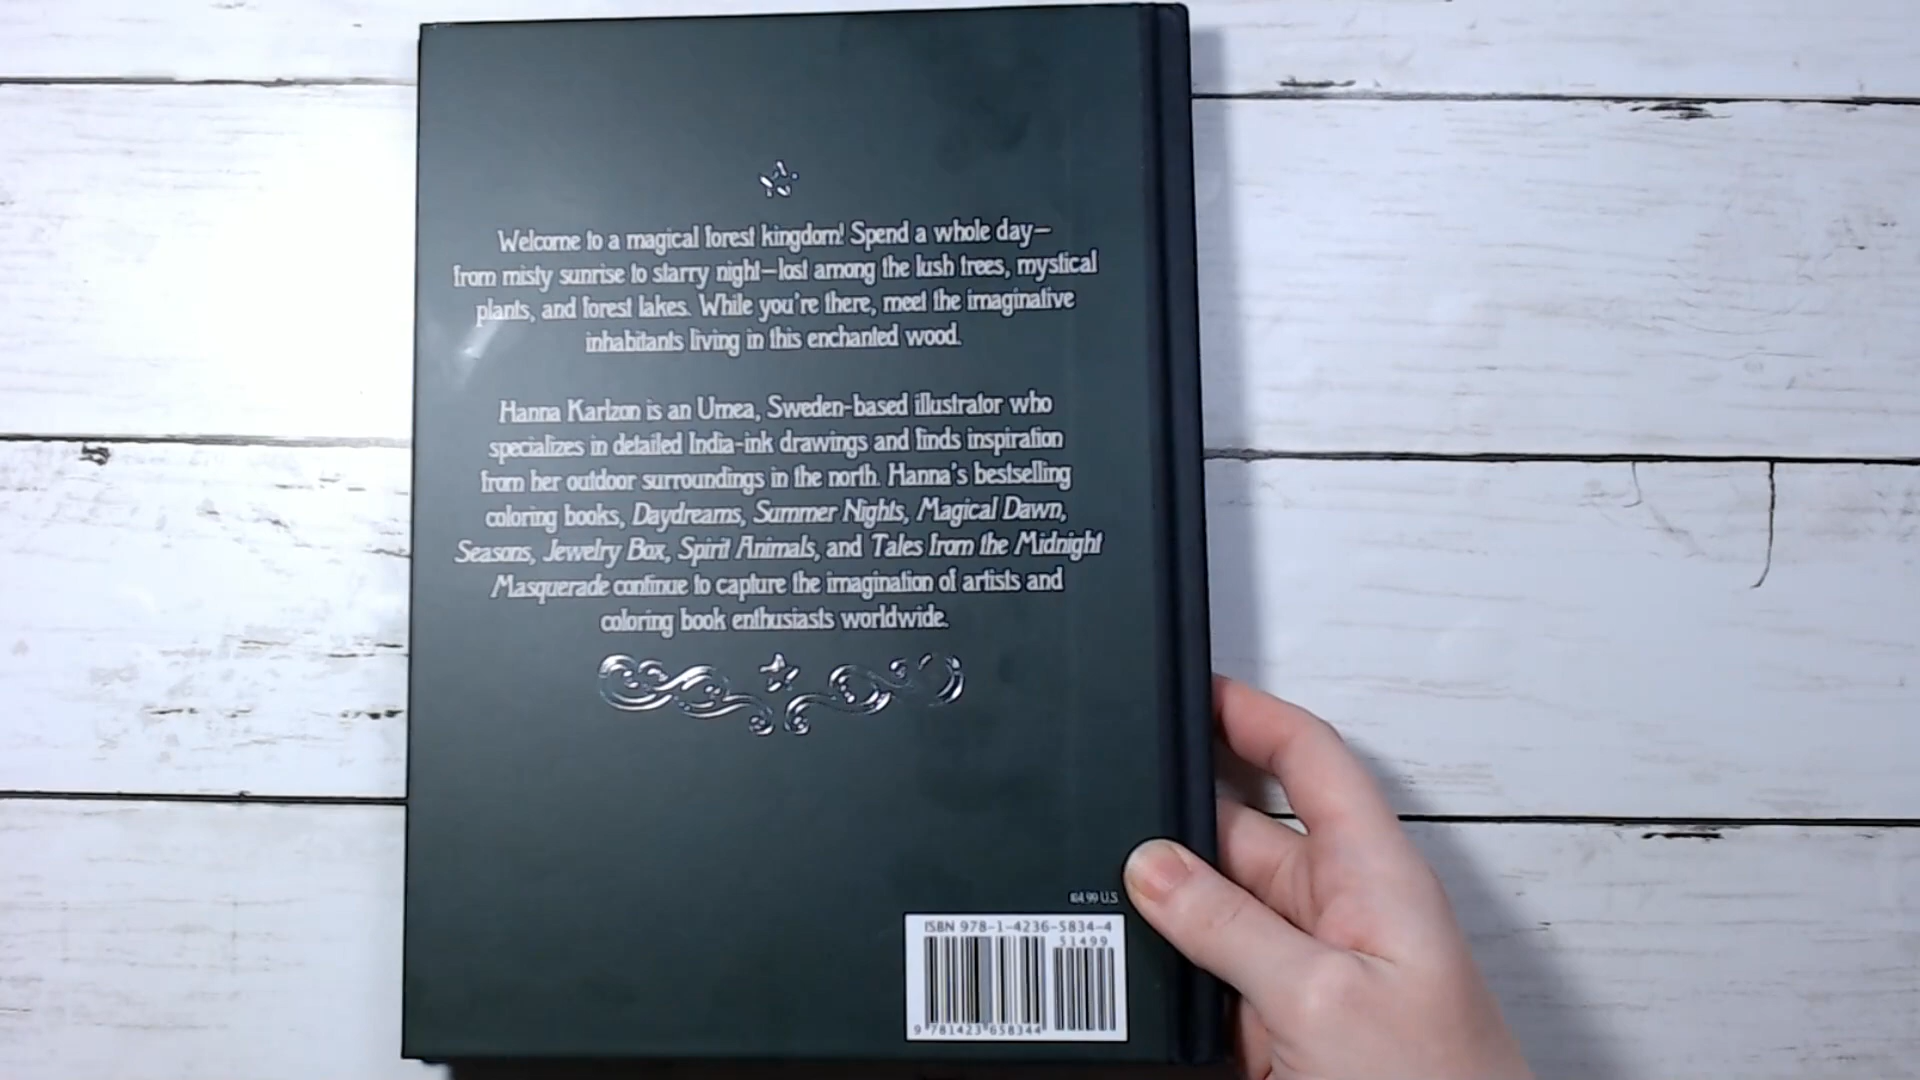 Welcome to a magical forest kingdom! Spend a whole day—
from misty sunrise to starry night—lost among the lush trees, mystical
plants, and forest lakes. While you're there, meet the imaginative
inhabitants living in this enchanted wood.
Hanna Karlzon is an Umea, Sweden-based illustrator who
specializes in detailed India-ink drawings and finds inspiration
from her outdoor surroundings in the north. Hanna's bestselling
coloring books, Daydreams, Summer Nights, Magical Dawn,
Seasons, Jewelry Box, Spirit Animals, and Tales from the Midnight
Masquerade continue to capture the imagination of artists and
coloring book enthusiasts worldwide.
$14.99 U.S.
ISBN 978-1-4236-5834-4
51499
9 781423 658344